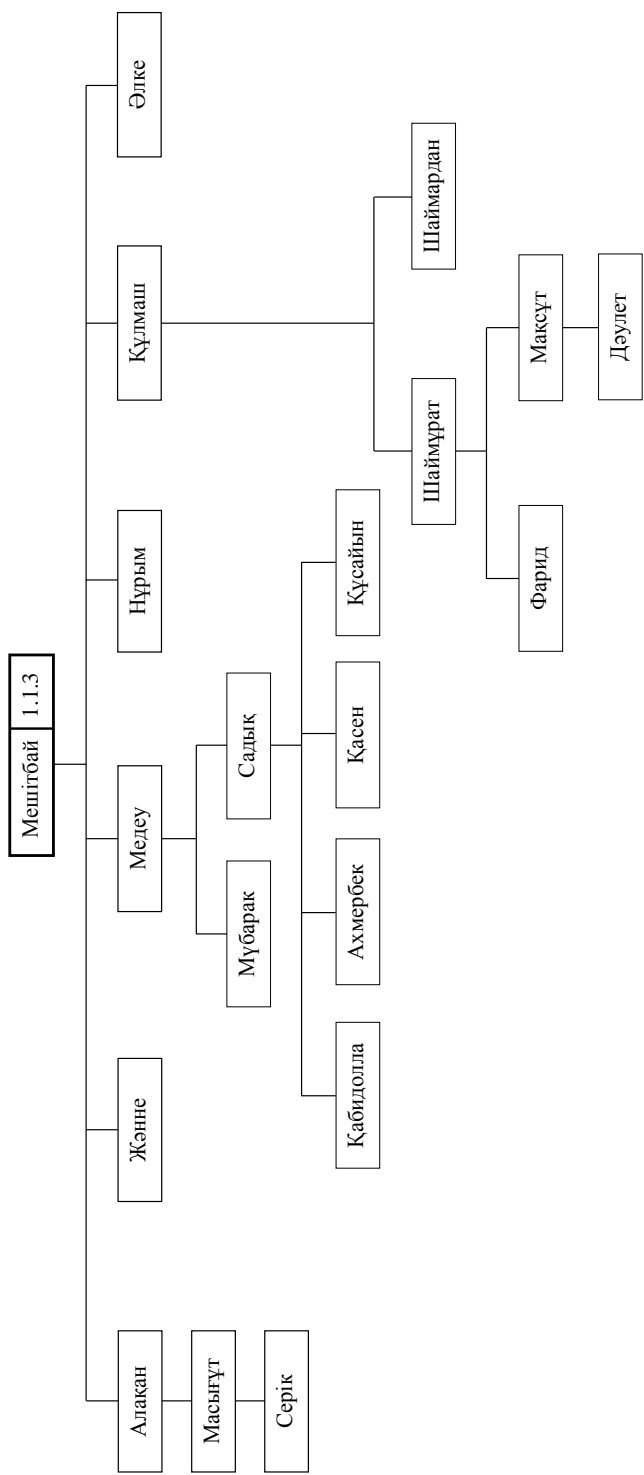 Мешітбай 1.1.3
Алақан
Жәнне
Медеу
Нұрым
Құлмаш
Әлке
Масығұт
Мүбарак
Садық
Серік
Қабидолла
Ахмербек
Қасен
Құсайын
Шаймұрат
Шаймардан
Фарид
Мақсұт
Дәулет